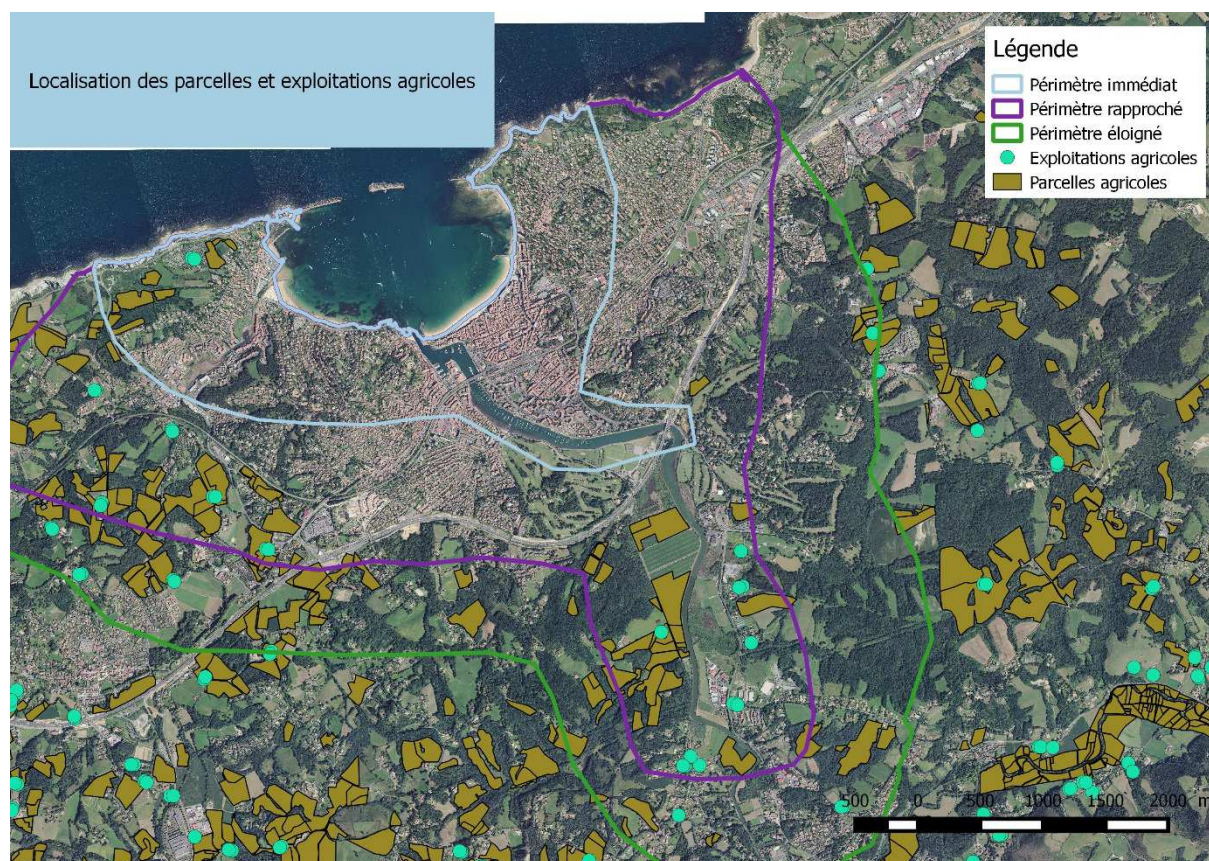 Localisation des parcelles et exploitations agricoles
Légende
Périmètre immédiat
Périmètre rapproché
Périmètre éloigné
Exploitations agricoles
Parcelles agricoles
500 0 500 1000 1500 2000 m